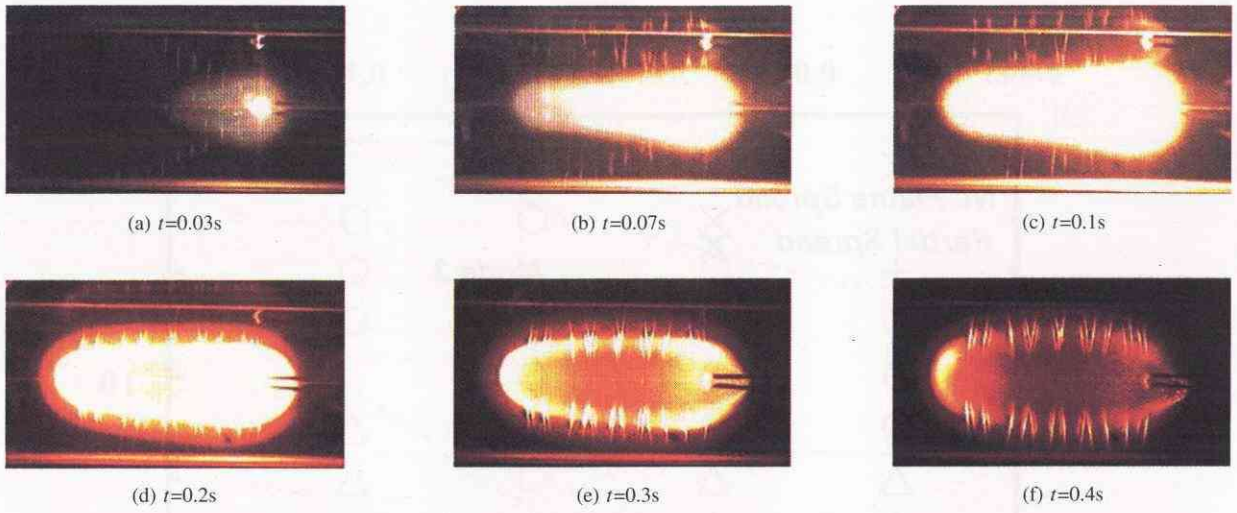 (a) t=0.03s
(b) t=0.07s
(c) t=0.1s
(d) t=0.2s
(e) t=0.3s
(f) t=0.4s